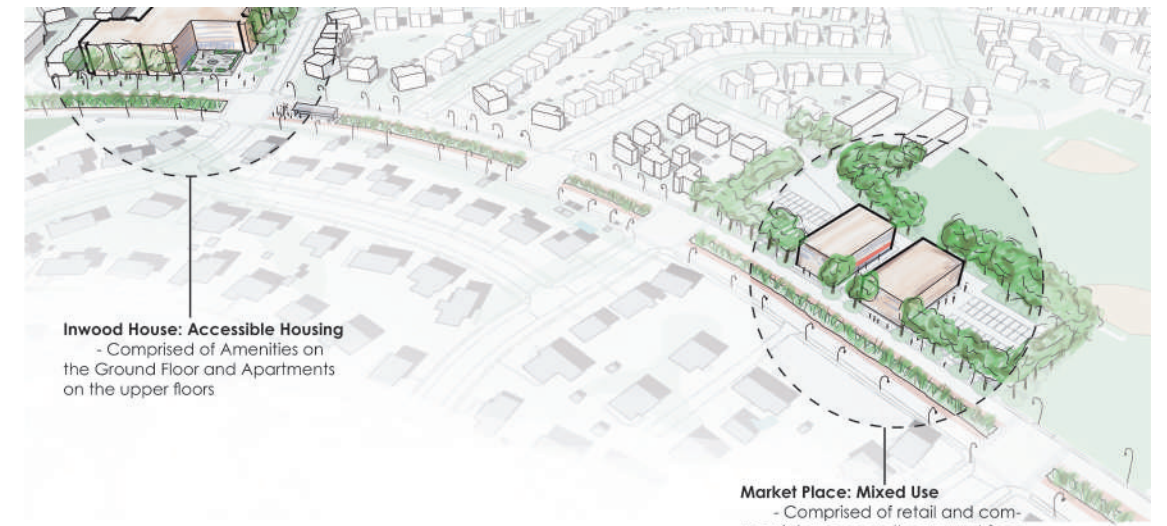 Inwood House: Accessible Housing
- Comprised of Amenities on
the Ground Floor and Apartments
on the upper floors
Market Place: Mixed Use
- Comprised of retail and com-